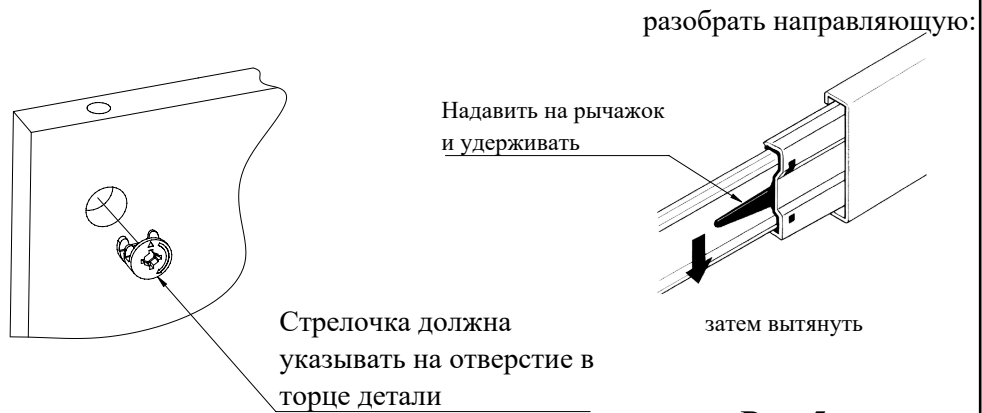 разобрать направляющую:
Надавить на рычажок
и удерживать
затем вытянуть
Стрелочка должна
указывать на отверстие в
торце детали